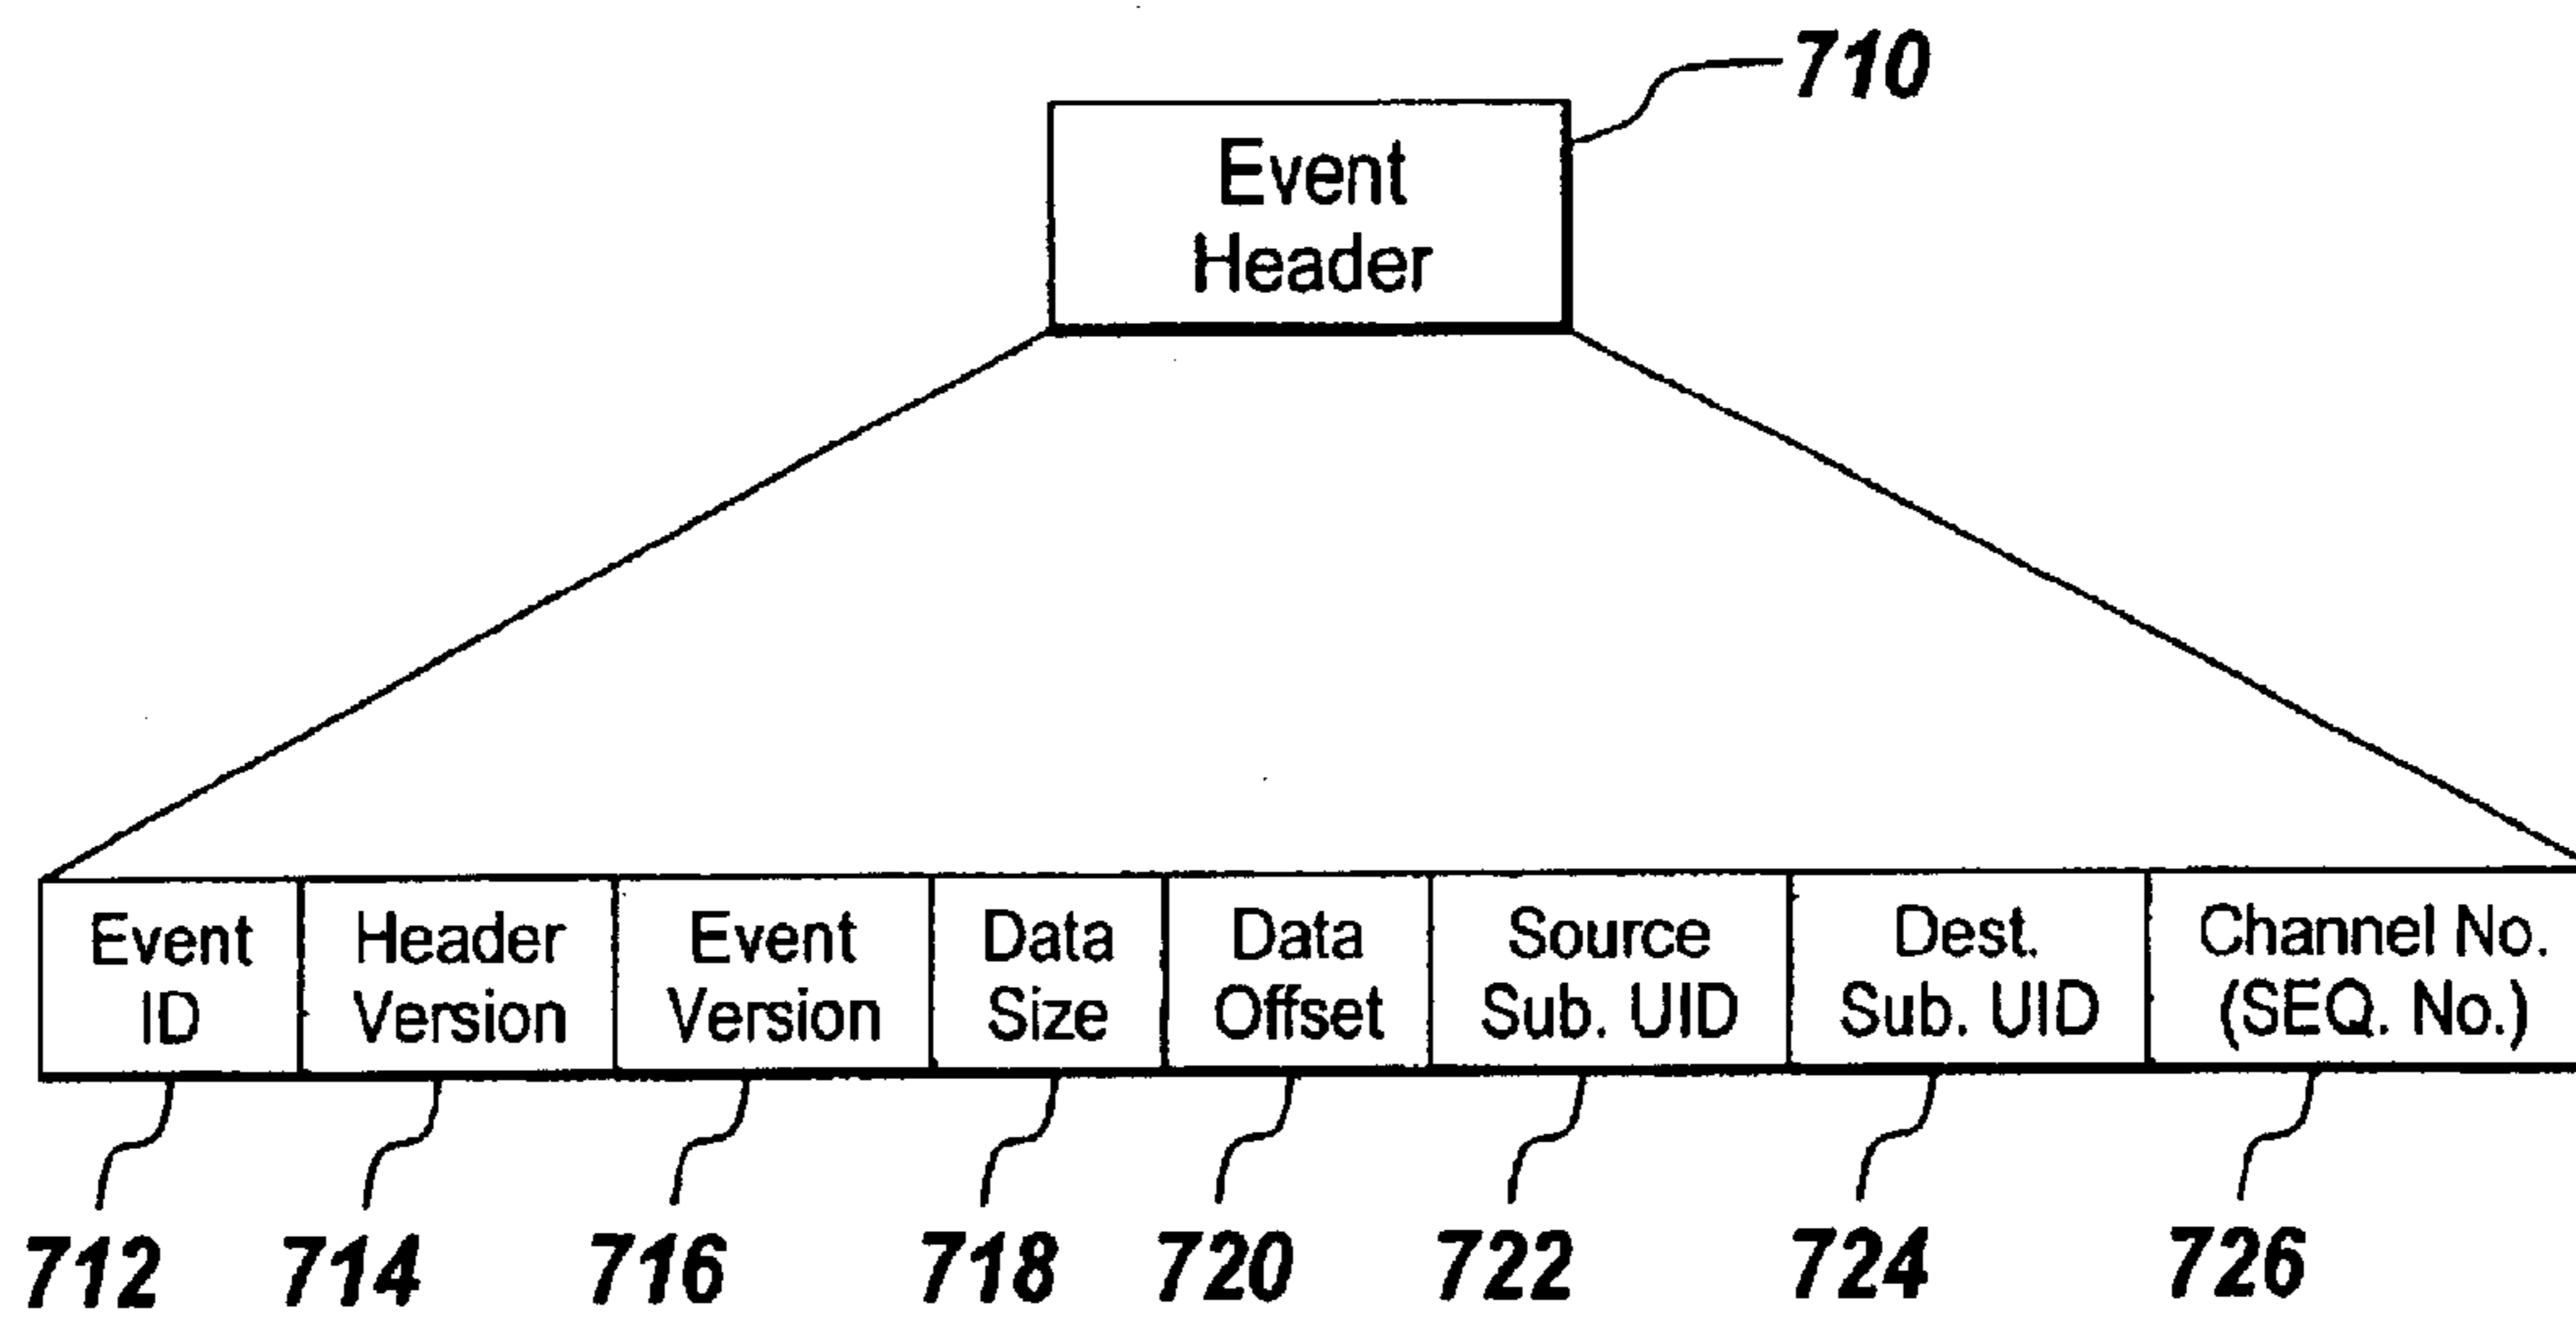 710
Event
Header
Event
ID
Header
Version
Event
Version
Data
Size
Data
Offset
Source
Sub. UID
Dest.
Sub. UID
Channel No.
(SEQ. No.)
712
714
716
718
720
722
724
726